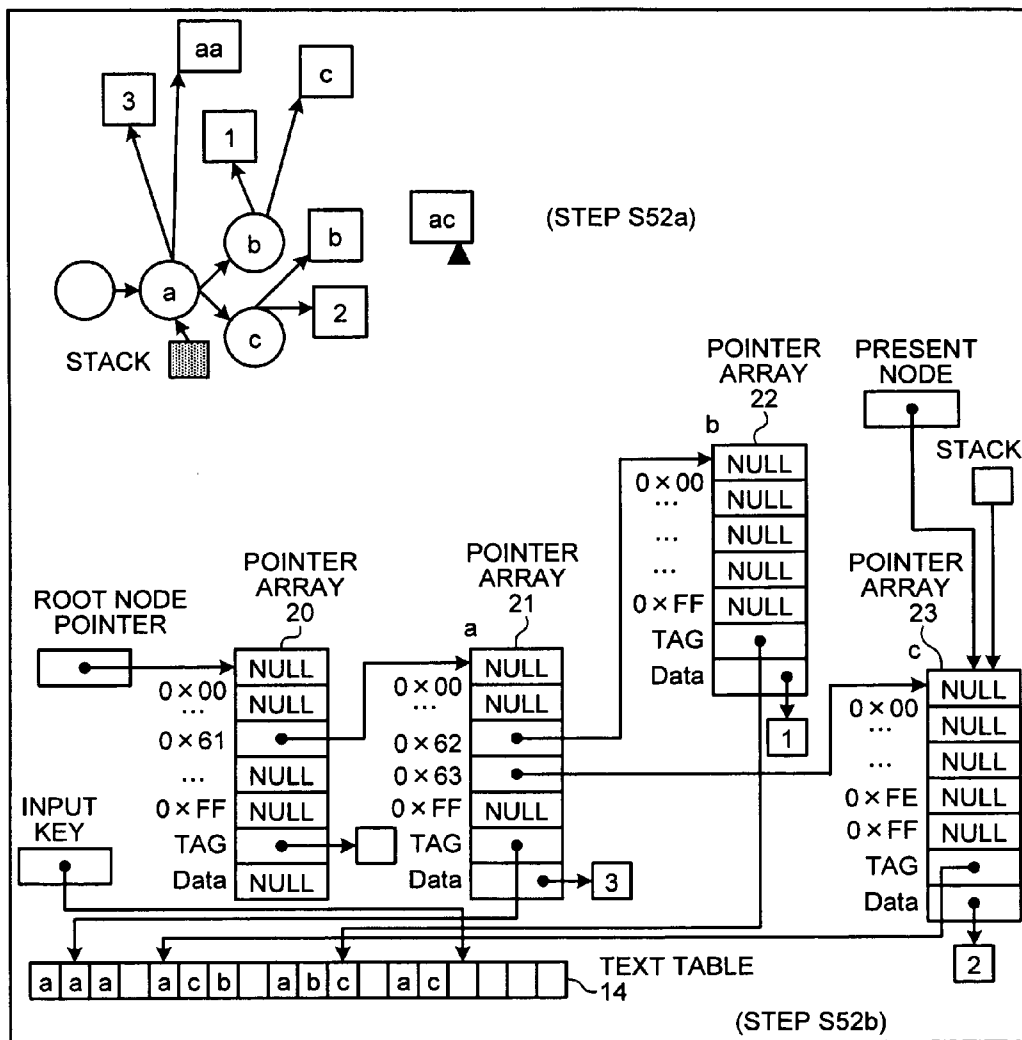 aa
c
3
1
ac
(STEP S52a)
b
b
a
2
c
STACK
POINTER
ARRAY
22
PRESENT
NODE
b
STACK
NULL
0×00
NULL
...
NULL
...
NULL
0×FF
NULL
TAG
Data
1
POINTER
ARRAY
20
POINTER
ARRAY
21
POINTER
ARRAY
23
ROOT NODE
POINTER
a
c
NULL
0×00
...
NULL
0×61
...
NULL
0×FF
NULL
TAG
Data
NULL
NULL
0×00
...
NULL
0×62
0×63
0×FF
NULL
TAG
Data
3
NULL
0×00
NULL
...
NULL
...
NULL
0×FE
NULL
0×FF
TAG
Data
2
INPUT
KEY
a a a a c b a b c a c
TEXT TABLE
14
(STEP S52b)